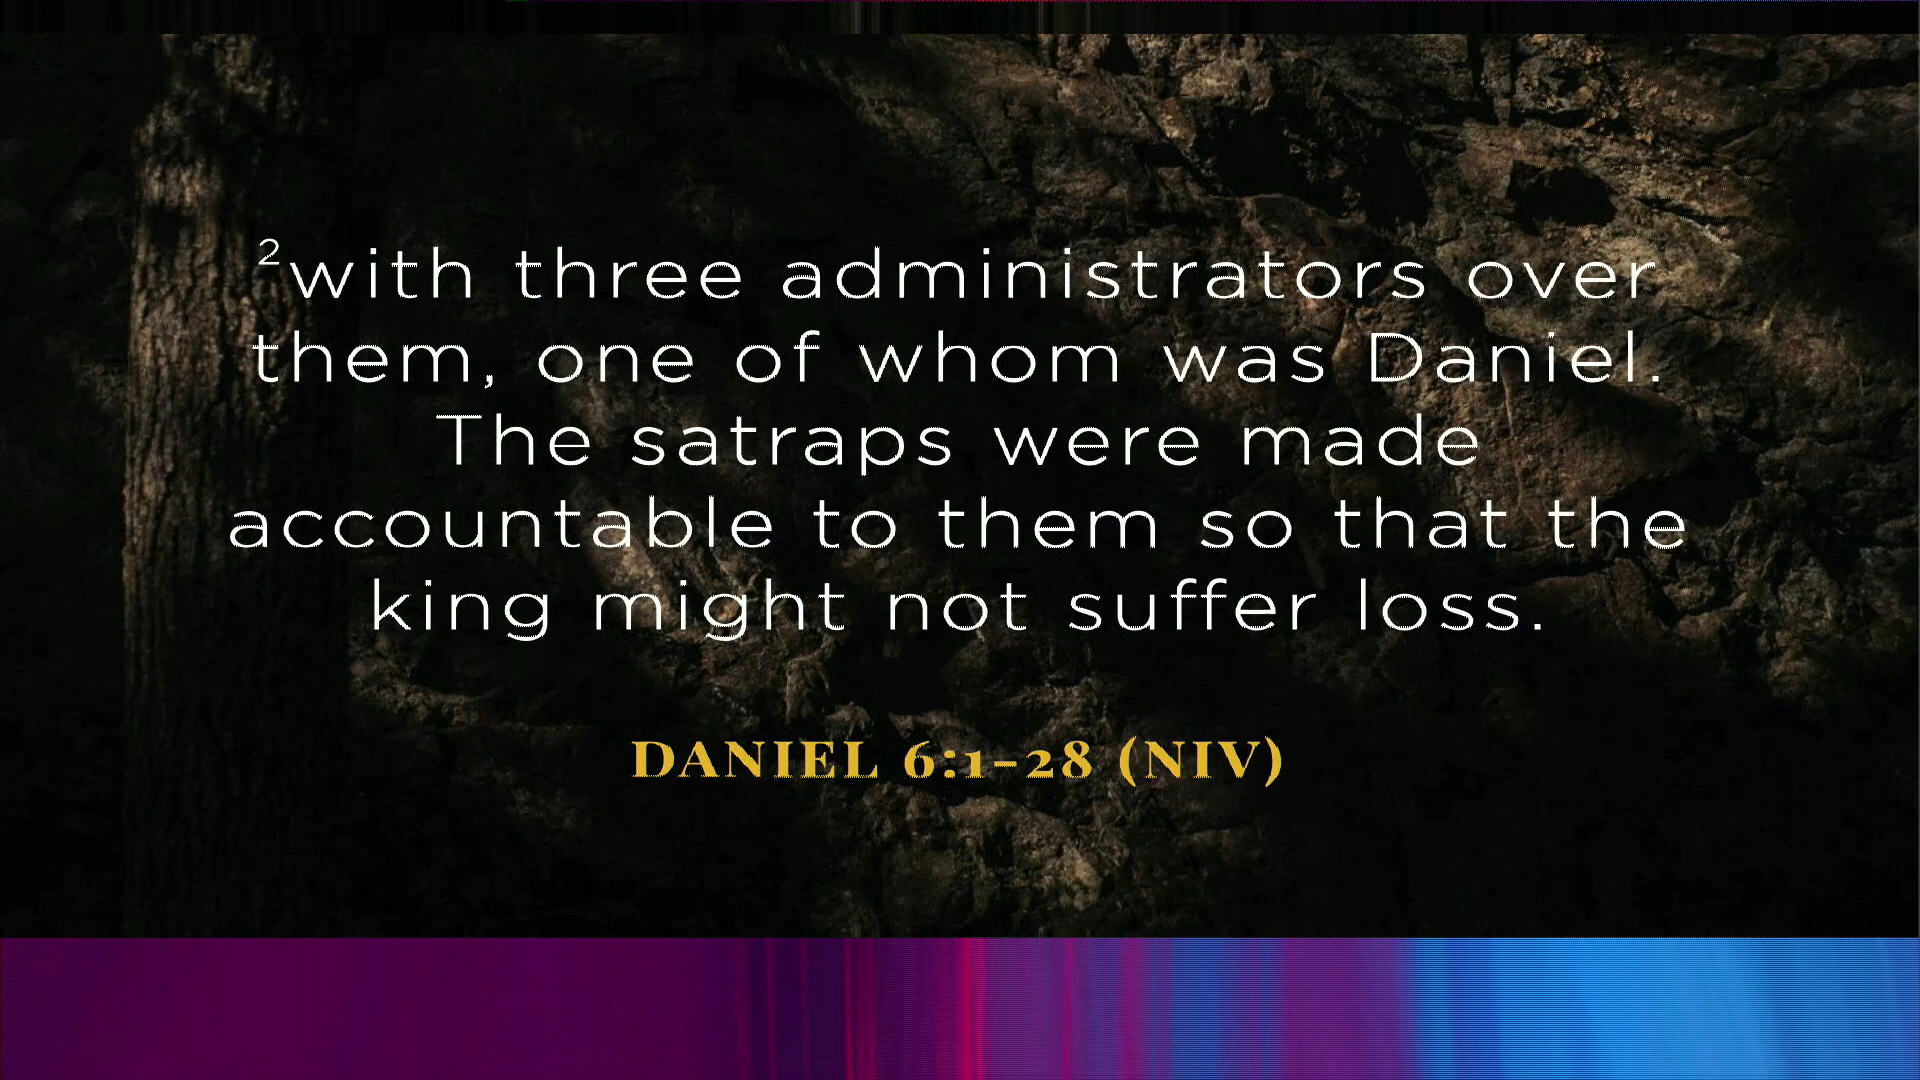 ²with three administrators over
them, one of whom was Daniel.
The satraps were made
accountable to them so that the
king might not suffer loss.
DANIEL 6:1-28 (NIV)